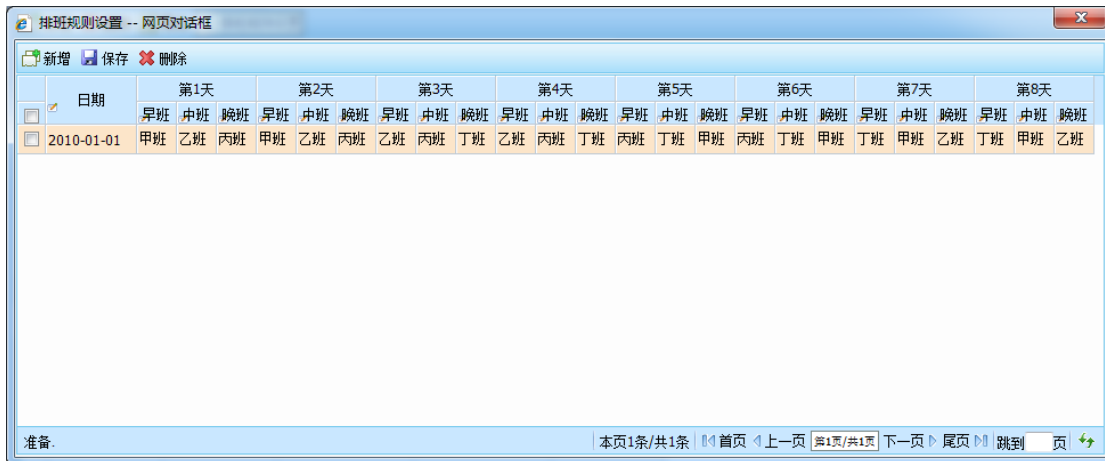 排班规则设置 -- 网页对话框
新增 保存 删除
日期 第1天 第2天 第3天 第4天 第5天 第6天 第7天 第8天
早班 中班 晚班 早班 中班 晚班 早班 中班 晚班 早班 中班 晚班 早班 中班 晚班 早班 中班 晚班 早班 中班 晚班 早班 中班 晚班
2010-01-01 甲班 乙班 丙班 甲班 乙班 丙班 乙班 丙班 丁班 乙班 丙班 丁班 丙班 丁班 甲班 丙班 丁班 甲班 丁班 甲班 乙班 丁班 甲班 乙班
准备. 本页1条/共1条 首页 上一页 第1页/共1页 下一页 尾页 跳到 页